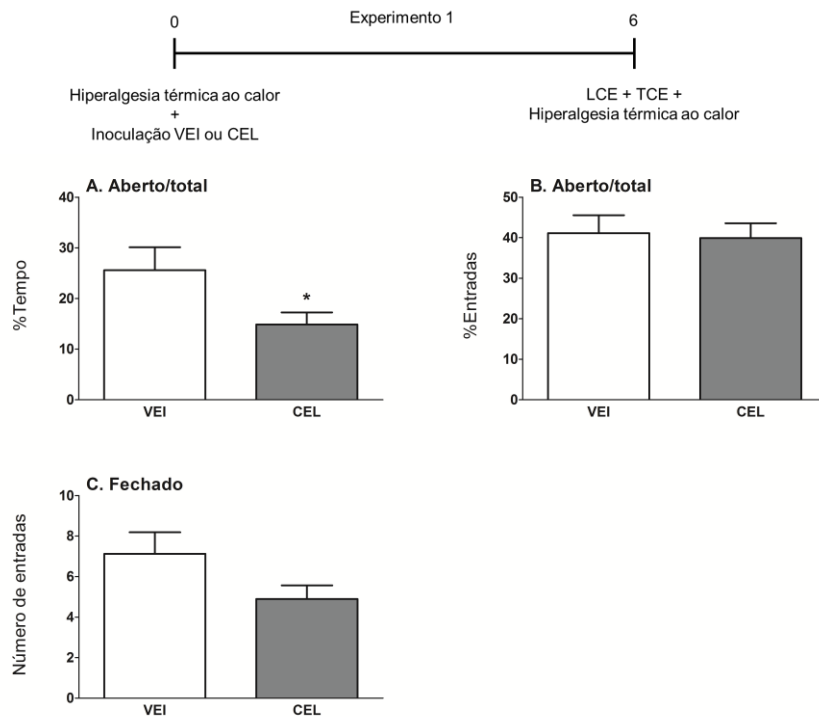 0
Experimento 1
6
Hiperalgesia térmica ao calor
+
Inoculação VEI ou CEL
LCE + TCE +
Hiperalgesia térmica ao calor
A. Aberto/total
%Tempo
40
30
20
10
0
*
VEI
CEL
B. Aberto/total
%Entradas
50
40
30
20
10
0
VEI
CEL
C. Fechado
Número de entradas
10
8
6
4
2
0
VEI
CEL